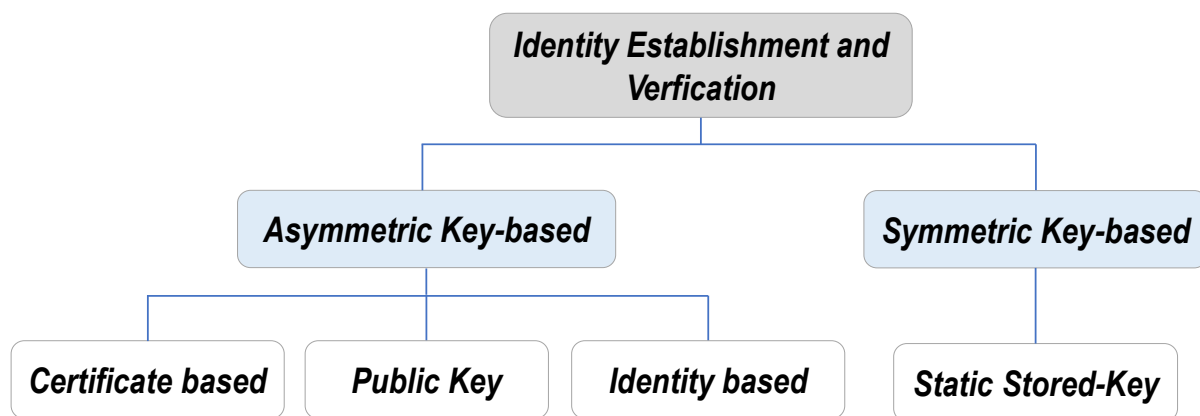 Identity Establishment and
Verfication
Asymmetric Key-based
Symmetric Key-based
Certificate based
Public Key
Identity based
Static Stored-Key